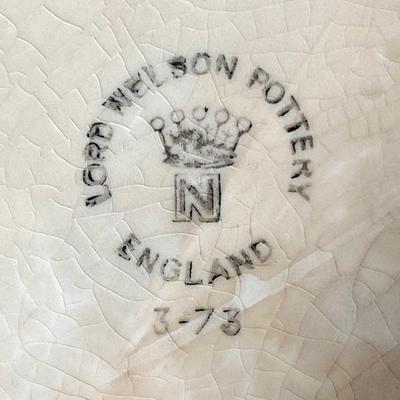 LORD NELSON POTTERY
N
ENGLAND
3-73